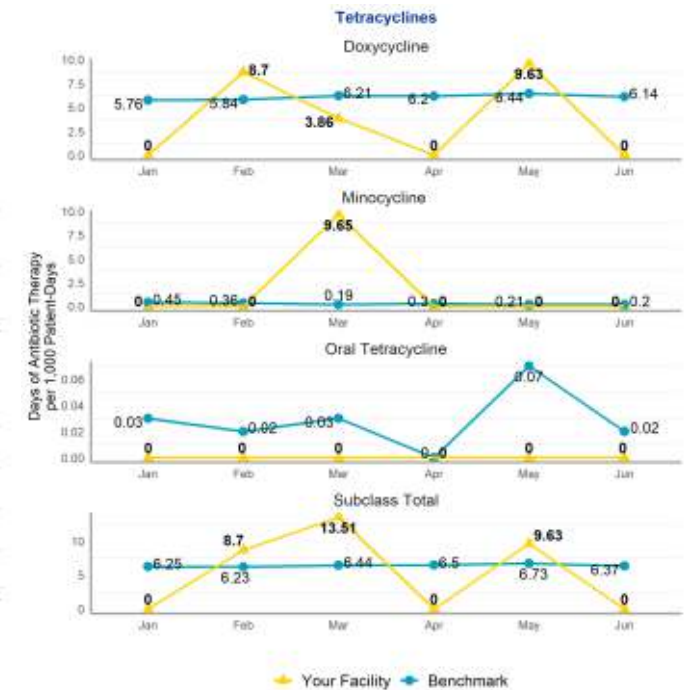 Tetracyclines
Doxycycline
10.0
7.5
5.0
2.5
0.0
5.76 5.84 6.21 6.2 6.44 6.14
0 8.7 3.86 0 9.63 0
Jan Feb Mar Apr May Jun
Minocycline
10.0
7.5
5.0
2.5
0.0
0 0.45 0.36 0 9.65 0.19 0.3 0 0.21 0 0 0.2
Jan Feb Mar Apr May Jun
Days of Antibiotic Therapy
per 1,000 Patient-Days
Oral Tetracycline
0.06
0.04
0.02
0.00
0.03 0.02 0.03 0 0.07 0.02
0 0 0 0 0 0
Jan Feb Mar Apr May Jun
Subclass Total
10
5
0
0 8.7 13.51 0 9.63 0
6.25 6.23 6.44 6.5 6.73 6.37
Jan Feb Mar Apr May Jun
Your Facility Benchmark